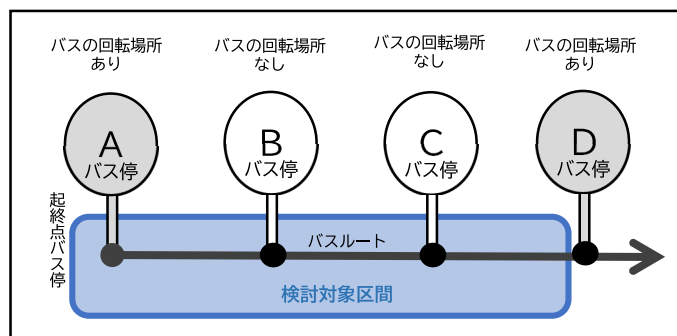 バスの回転場所
あり
バスの回転場所
なし
バスの回転場所
なし
バスの回転場所
あり
A
バス停
B
バス停
C
バス停
D
バス停
起終点バス停
バスルート
検討対象区間